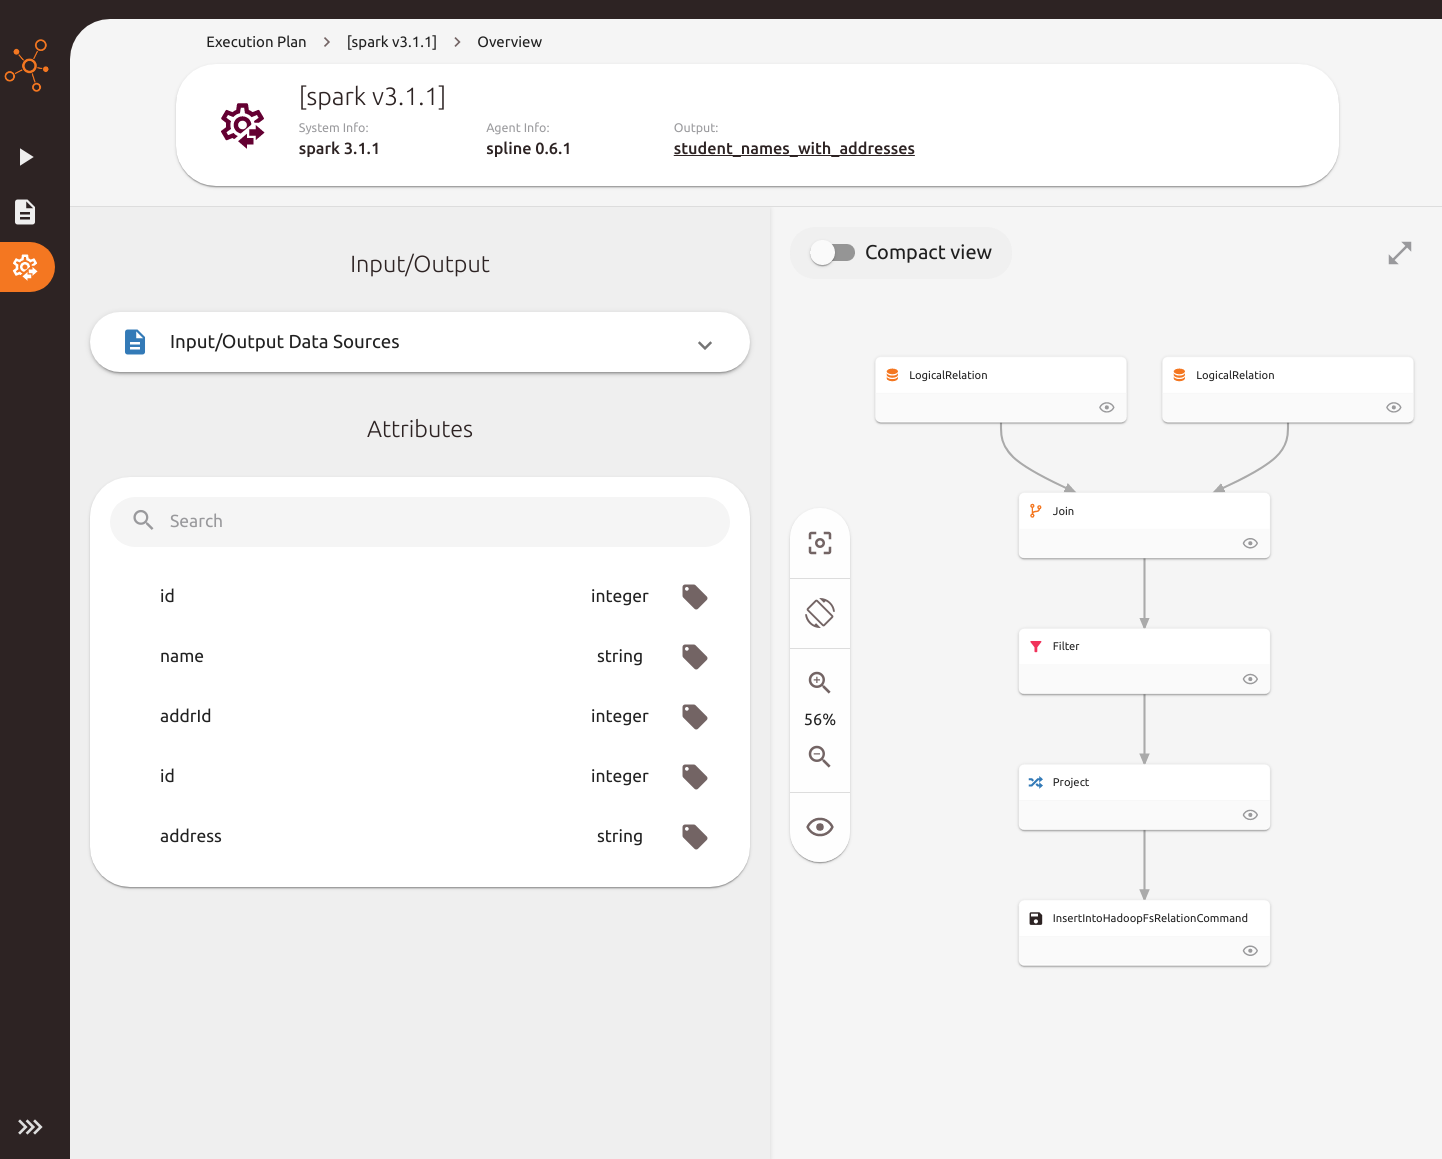 Execution Plan > [spark v3.1.1] > Overview
[spark v3.1.1]
System Info:
spark 3.1.1
Agent Info:
spline 0.6.1
Output:
student_names_with_addresses
Input/Output
Input/Output Data Sources
Attributes
Search
id integer
name string
addrId integer
id integer
address string
Compact view
LogicalRelation
LogicalRelation
Join
Filter
Project
InsertIntoHadoopFsRelationCommand
56%